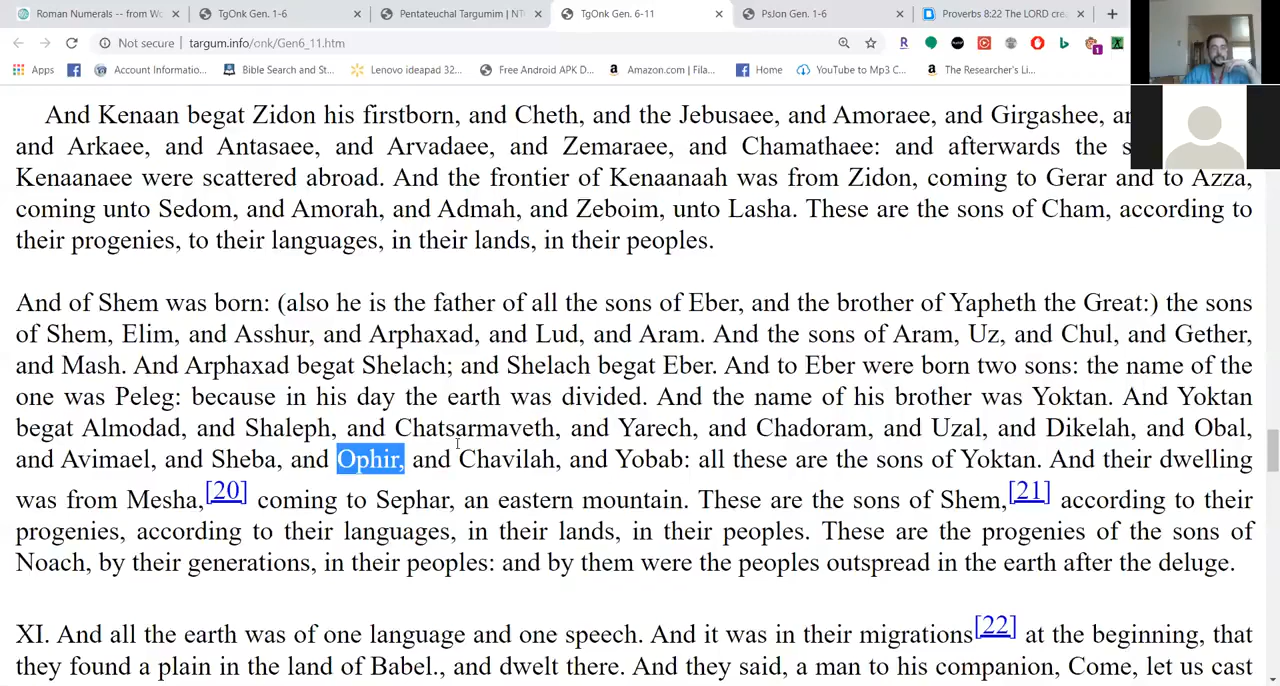 Roman Numerals -- from Wo
TgOnk Gen. 1-6
Pentateuchal Targumim | NT
TgOnk Gen. 6-11
PsJon Gen. 1-6
Proverbs 8:22 The LORD cre
Not secure | targum.info/onk/Gen6_11.htm
Apps
Account Informatio...
Bible Search and St...
Lenovo ideapad 32...
Free Android APK D...
Amazon.com | Fila...
Home
YouTube to Mp3 C...
The Researcher's Li...
And Kenaan begat Zidon his firstborn, and Cheth, and the Jebusaee, and Amoraee, and Girgashee,
and Arkaee, and Antasaee, and Arvadaee, and Zemaraee, and Chamathaee: and afterwards the
Kenaanaee were scattered abroad. And the frontier of Kenaanaah was from Zidon, coming to Gerar and to Azza,
coming unto Sedom, and Amorah, and Admah, and Zeboim, unto Lasha. These are the sons of Cham, according to
their progenies, to their languages, in their lands, in their peoples.
And of Shem was born: (also he is the father of all the sons of Eber, and the brother of Yapheth the Great:) the sons
of Shem, Elim, and Asshur, and Arphaxad, and Lud, and Aram. And the sons of Aram, Uz, and Chul, and Gether,
and Mash. And Arphaxad begat Shelach; and Shelach begat Eber. And to Eber were born two sons: the name of the
one was Peleg: because in his day the earth was divided. And the name of his brother was Yoktan. And Yoktan
begat Almodad, and Shaleph, and Chatsarmaveth, and Yarech, and Chadoram, and Uzal, and Dikelah, and Obal,
and Avimael, and Sheba, and Ophir, and Chavilah, and Yobab: all these are the sons of Yoktan. And their dwelling
was from Mesha,[20] coming to Sephar, an eastern mountain. These are the sons of Shem,[21] according to their
progenies, according to their languages, in their lands, in their peoples. These are the progenies of the sons of
Noach, by their generations, in their peoples: and by them were the peoples outspread in the earth after the deluge.
XI. And all the earth was of one language and one speech. And it was in their migrations[22] at the beginning, that
they found a plain in the land of Babel., and dwelt there. And they said, a man to his companion, Come, let us cast